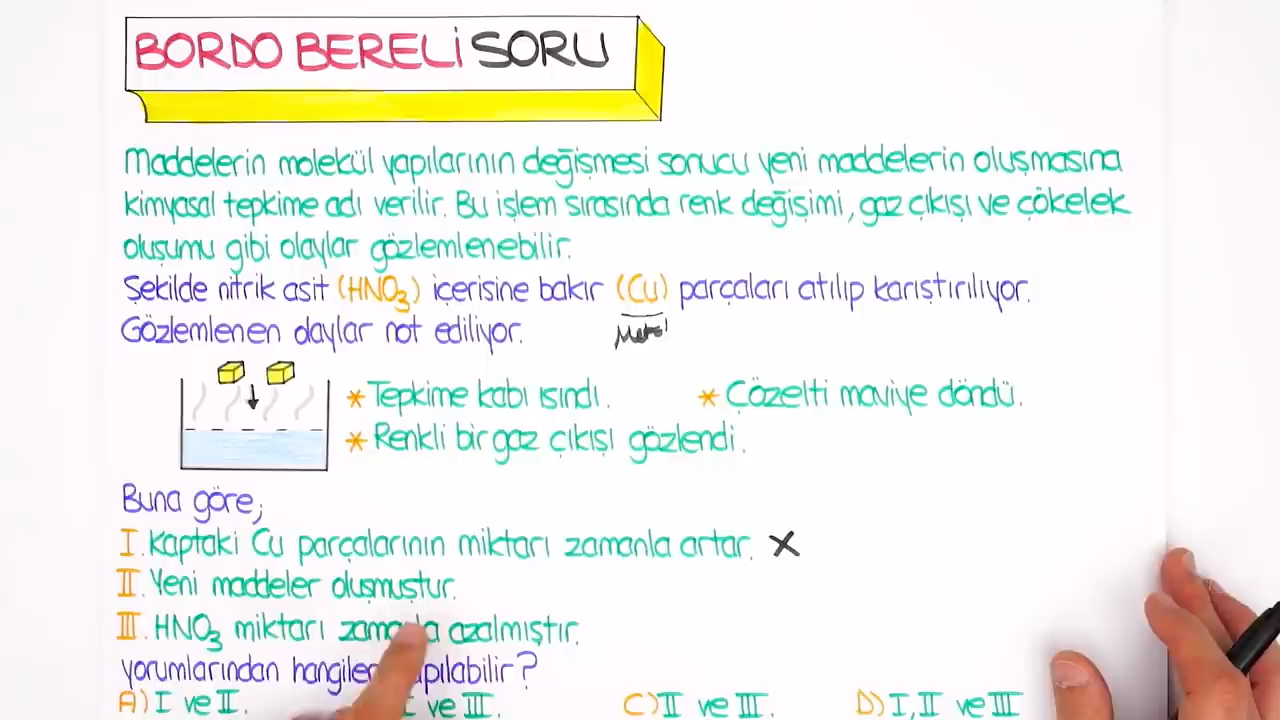 BORDO BERELİ SORU
Maddelerin molekül yapılarının değişmesi sonucu yeni maddelerin oluşmasına
kimyasal tepkime adı verilir. Bu işlem sırasında renk değişimi, gaz çıkışı ve çökelek
oluşumu gibi olaylar gözlemlenebilir.
Şekilde nitrik asit (HNO₃) içerisine bakır (Cu) parçaları atılıp karıştırılıyor.
Gözlemlenen olaylar not ediliyor.
Metal
* Tepkime kabı ısındı. * Çözelti maviye döndü.
* Renkli bir gaz çıkışı gözlendi.
Buna göre;
I. Kaptaki Cu parçalarının miktarı zamanla artar. X
II. Yeni maddeler oluşmuştur.
III. HNO₃ miktarı zamanla azalmıştır.
yorumlarından hangileri yapılabilir?
A) I ve II. I ve III. C) II ve III. D) I, II ve III